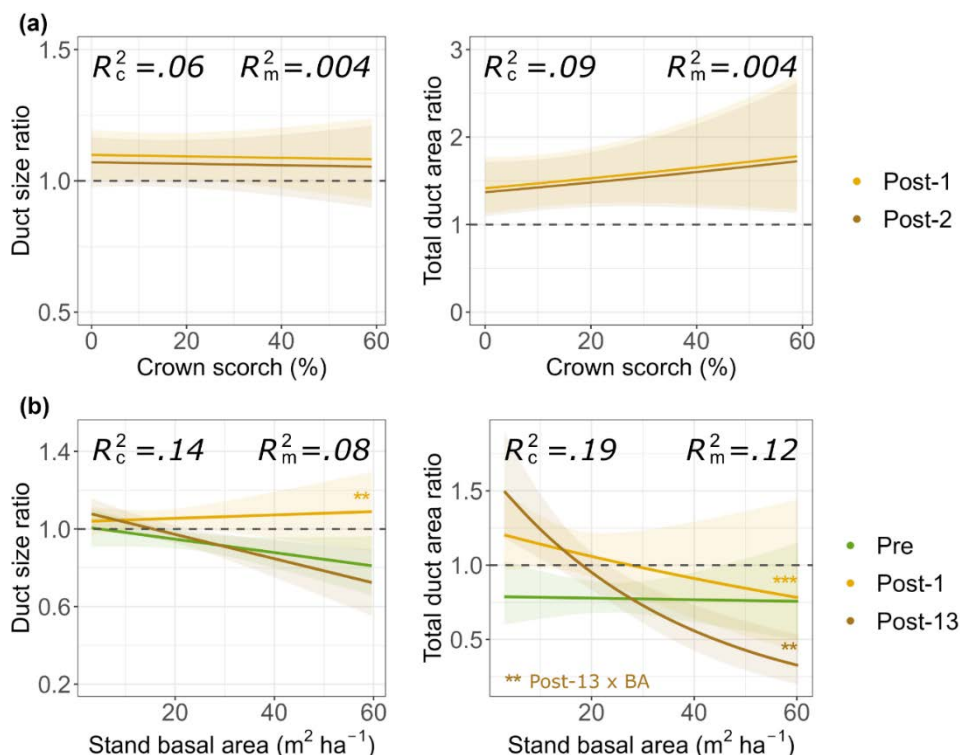 (a)
R²c =.06 R²m =.004
Duct size ratio
1.5
1.0
0.5
0 20 40 60
Crown scorch (%)
R²c =.09 R²m =.004
Total duct area ratio
3
2
1
0
0 20 40 60
Crown scorch (%)
Post-1
Post-2
(b)
R²c =.14 R²m =.08
Duct size ratio
1.4
1.0
0.6
0.2
**
20 40 60
Stand basal area (m² ha⁻¹)
R²c =.19 R²m =.12
Total duct area ratio
1.5
1.0
0.5
***
**
** Post-13 x BA
20 40 60
Stand basal area (m² ha⁻¹)
Pre
Post-1
Post-13